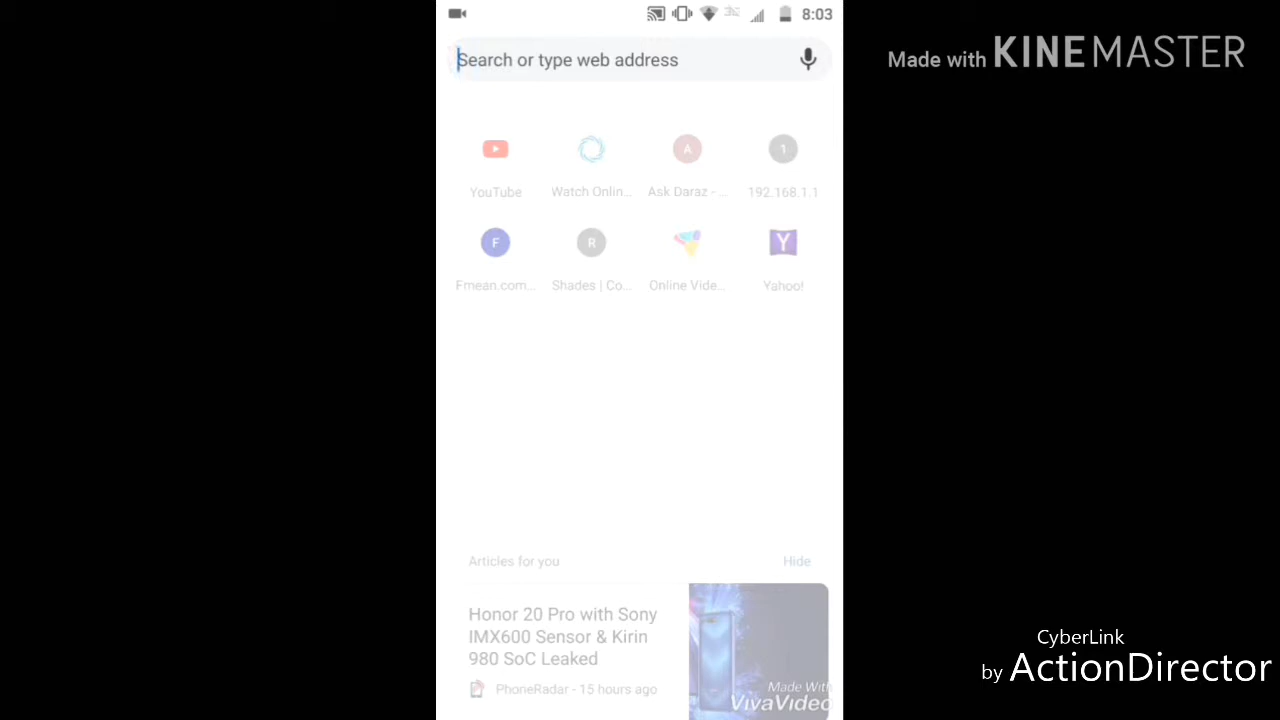 8:03
Made with KINEMASTER
Search or type web address
A
1
YouTube
Watch Onlin...
Ask Daraz - ...
192.168.1.1
F
R
Y
Fmean.com...
Shades | Co...
Online Vide...
Yahoo!
Articles for you
Hide
Honor 20 Pro with Sony
IMX600 Sensor & Kirin
980 SoC Leaked
PhoneRadar - 15 hours ago
Made With
VivaVideo
CyberLink
by ActionDirector